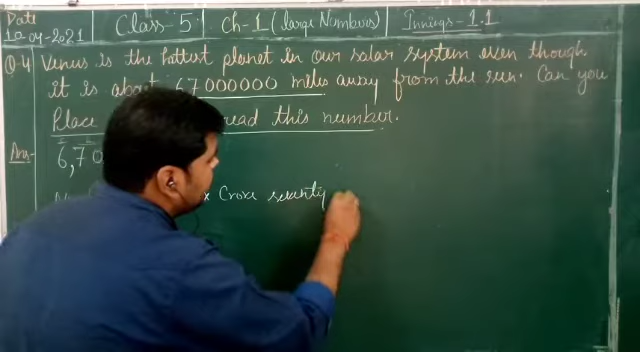 Date
10-04-2021
Class-5
Ch-1 (large Numbers)
Innings-1.1
Q-4 Venus is the hottest planet in our solar system even though
it is about 67000000 miles away from the sun. Can you
Place read this number.
Ans- 6,70
Crore seventy